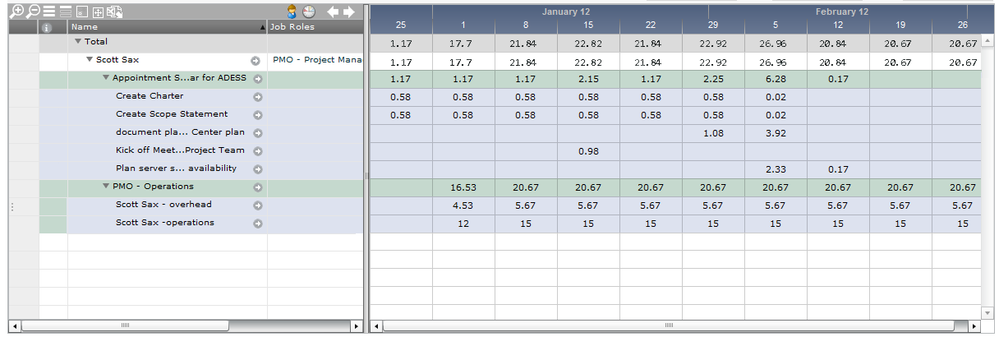 January 12 February 12
Name Job Roles 25 1 8 15 22 29 5 12 19 26
Total 1.17 17.7 21.84 22.82 21.84 22.92 26.96 20.84 20.67 20.67
Scott Sax PMO - Project Mana 1.17 17.7 21.84 22.82 21.84 22.92 26.96 20.84 20.67 20.67
Appointment S...ar for ADESS 1.17 1.17 1.17 2.15 1.17 2.25 6.28 0.17
Create Charter 0.58 0.58 0.58 0.58 0.58 0.58 0.02
Create Scope Statement 0.58 0.58 0.58 0.58 0.58 0.58 0.02
document pla... Center plan 1.08 3.92
Kick off Meet...Project Team 0.98
Plan server s... availability 2.33 0.17
PMO - Operations 16.53 20.67 20.67 20.67 20.67 20.67 20.67 20.67 20.67
Scott Sax - overhead 4.53 5.67 5.67 5.67 5.67 5.67 5.67 5.67 5.67
Scott Sax -operations 12 15 15 15 15 15 15 15 15